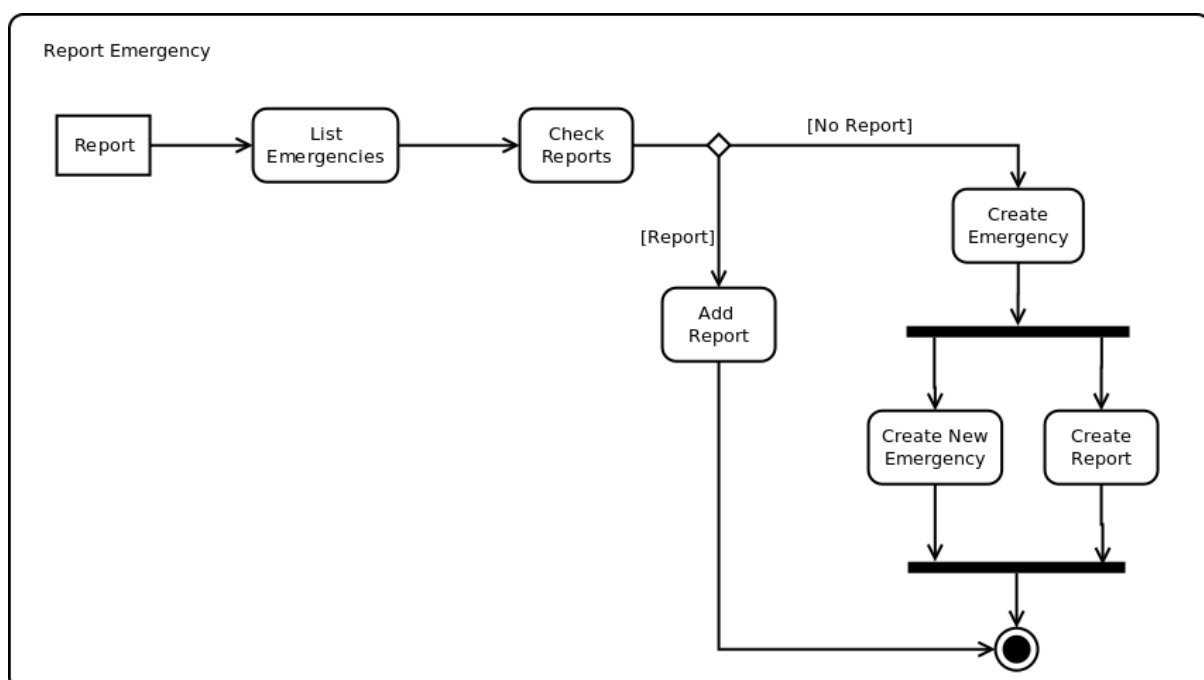 Report Emergency
Report
List
Emergencies
Check
Reports
[No Report]
Create
Emergency
[Report]
Add
Report
Create New
Emergency
Create
Report